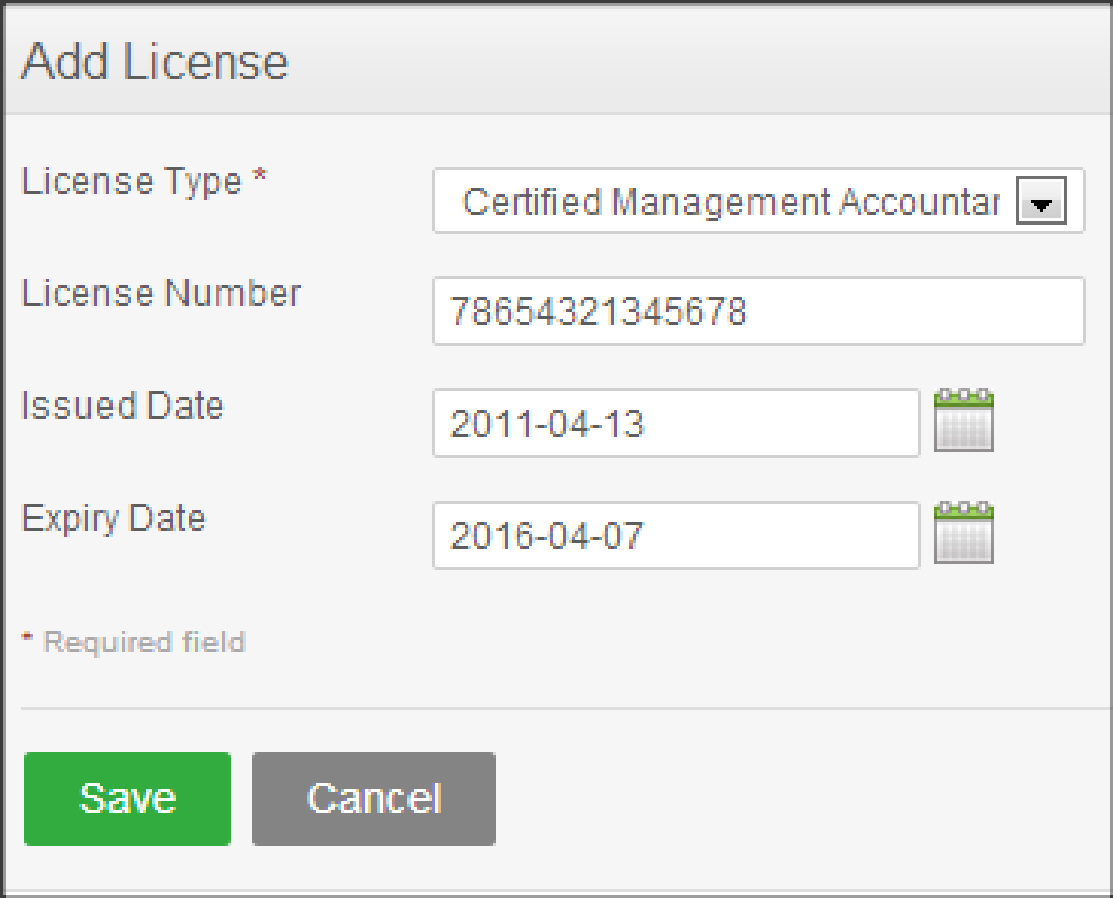 Add License
License Type *
Certified Management Accountar
License Number
78654321345678
Issued Date
2011-04-13
Expiry Date
2016-04-07
* Required field
Save Cancel